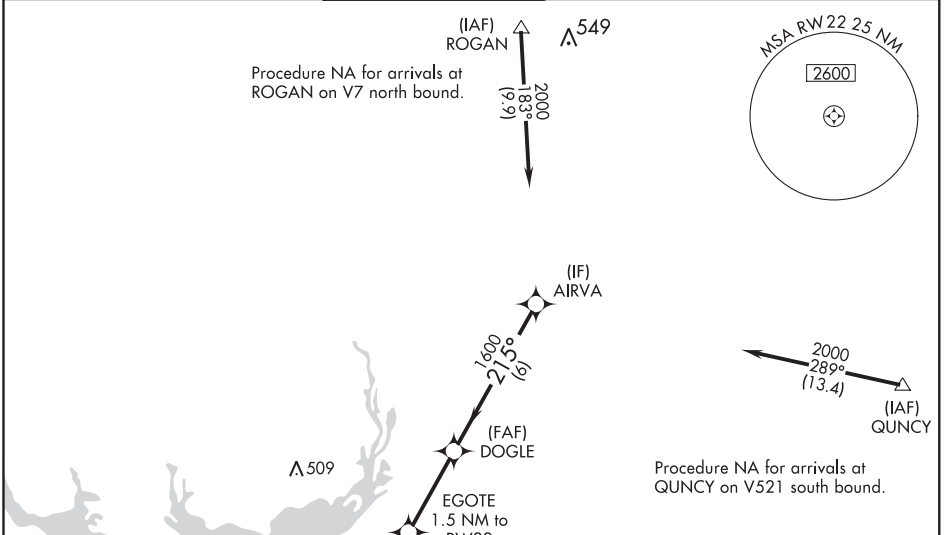 (IAF)
ROGAN
549
MSA RW 22 25 NM
2600
Procedure NA for arrivals at
ROGAN on V7 north bound.
2000
183°
(9.9)
(IF)
AIRVA
1600
215°
(6)
2000
289°
(13.4)
(IAF)
QUNCY
(FAF)
DOGLE
509
Procedure NA for arrivals at
QUNCY on V521 south bound.
EGOTE
1.5 NM to